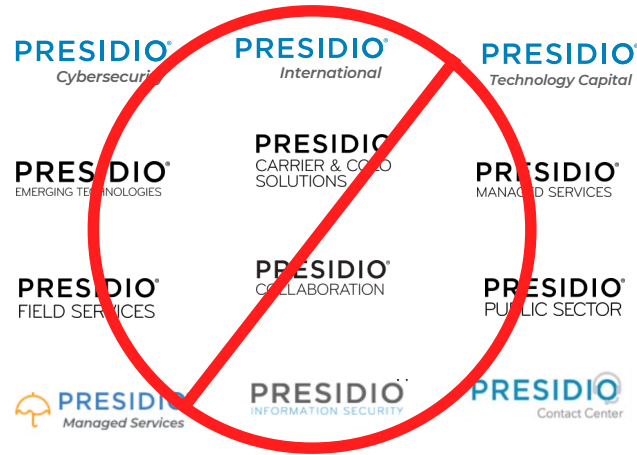 PRESIDIO®
Cybersecurity
PRESIDIO®
International
PRESIDIO®
Technology Capital
PRESIDIO®
EMERGING TECHNOLOGIES
PRESIDIO
CARRIER & COLO
SOLUTIONS
PRESIDIO®
MANAGED SERVICES
PRESIDIO®
FIELD SERVICES
PRESIDIO®
COLLABORATION
PRESIDIO®
PUBLIC SECTOR
PRESIDIO
Managed Services
PRESIDIO
INFORMATION SECURITY
PRESIDIO
Contact Center